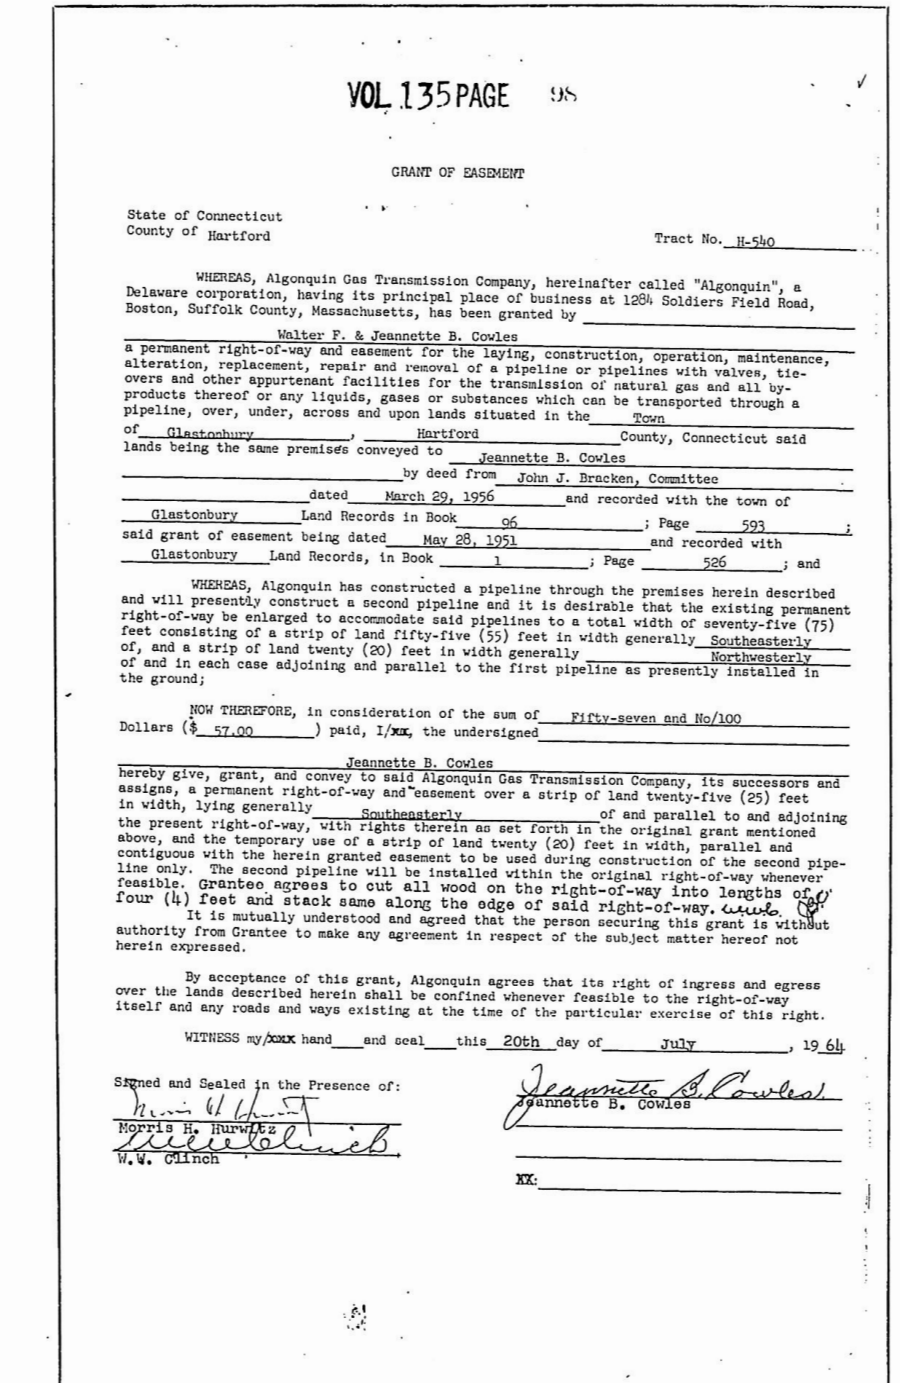 VOL 135 PAGE 98
GRANT OF EASEMENT
State of Connecticut
County of Hartford
Tract No. H-540
WHEREAS, Algonquin Gas Transmission Company, hereinafter called "Algonquin", a
Delaware corporation, having its principal place of business at 1284 Soldiers Field Road,
Boston, Suffolk County, Massachusetts, has been granted by
Walter F. & Jeannette B. Cowles
a permanent right-of-way and easement for the laying, construction, operation, maintenance,
alteration, replacement, repair and removal of a pipeline or pipelines with valves, tie-
overs and other appurtenant facilities for the transmission of natural gas and all by-
products thereof or any liquids, gases or substances which can be transported through a
pipeline, over, under, across and upon lands situated in the Town
of Glastonbury, Hartford County, Connecticut said
lands being the same premises conveyed to Jeannette B. Cowles
by deed from John J. Bracken, Committee
dated March 29, 1956 and recorded with the town of
Glastonbury Land Records in Book 96 ; Page 593 ;
said grant of easement being dated May 28, 1951 and recorded with
Glastonbury Land Records, in Book 1 ; Page 526 ; and
WHEREAS, Algonquin has constructed a pipeline through the premises herein described
and will presently construct a second pipeline and it is desirable that the existing permanent
right-of-way be enlarged to accommodate said pipelines to a total width of seventy-five (75)
feet consisting of a strip of land fifty-five (55) feet in width generally Southeasterly
of, and a strip of land twenty (20) feet in width generally Northwesterly
of and in each case adjoining and parallel to the first pipeline as presently installed in
the ground;
NOW THEREFORE, in consideration of the sum of Fifty-seven and No/100
Dollars ($ 57.00 ) paid, I/xx, the undersigned
Jeannette B. Cowles
hereby give, grant, and convey to said Algonquin Gas Transmission Company, its successors and
assigns, a permanent right-of-way and easement over a strip of land twenty-five (25) feet
in width, lying generally Southeasterly of and parallel to and adjoining
the present right-of-way, with rights therein as set forth in the original grant mentioned
above, and the temporary use of a strip of land twenty (20) feet in width, parallel and
contiguous with the herein granted easement to be used during construction of the second pipe-
line only. The second pipeline will be installed within the original right-of-way whenever
feasible. Grantee agrees to cut all wood on the right-of-way into lengths of
four (4) feet and stack same along the edge of said right-of-way.
It is mutually understood and agreed that the person securing this grant is without
authority from Grantee to make any agreement in respect of the subject matter hereof not
herein expressed.
By acceptance of this grant, Algonquin agrees that its right of ingress and egress
over the lands described herein shall be confined whenever feasible to the right-of-way
itself and any roads and ways existing at the time of the particular exercise of this right.
WITNESS my/xxx hand and seal this 20th day of July , 19 64
Signed and Sealed in the Presence of:
Jeannette B. Cowles
Jeannette B. Cowles
Morris H. Hurwitz
W.W. Clinch
W.W. Clinch
XX: